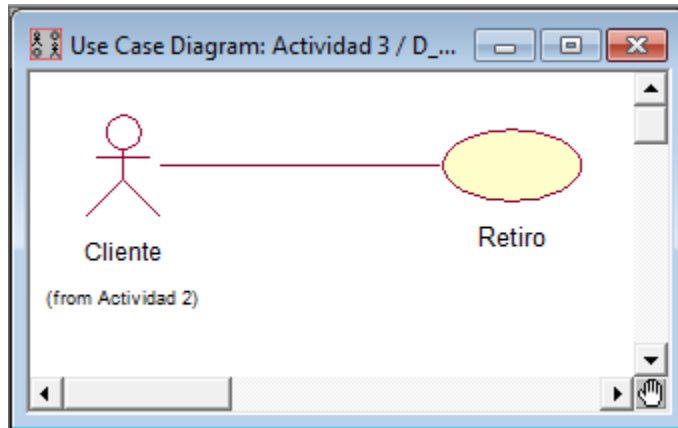 Use Case Diagram: Actividad 3 / D_...
Cliente
Retiro
(from Actividad 2)